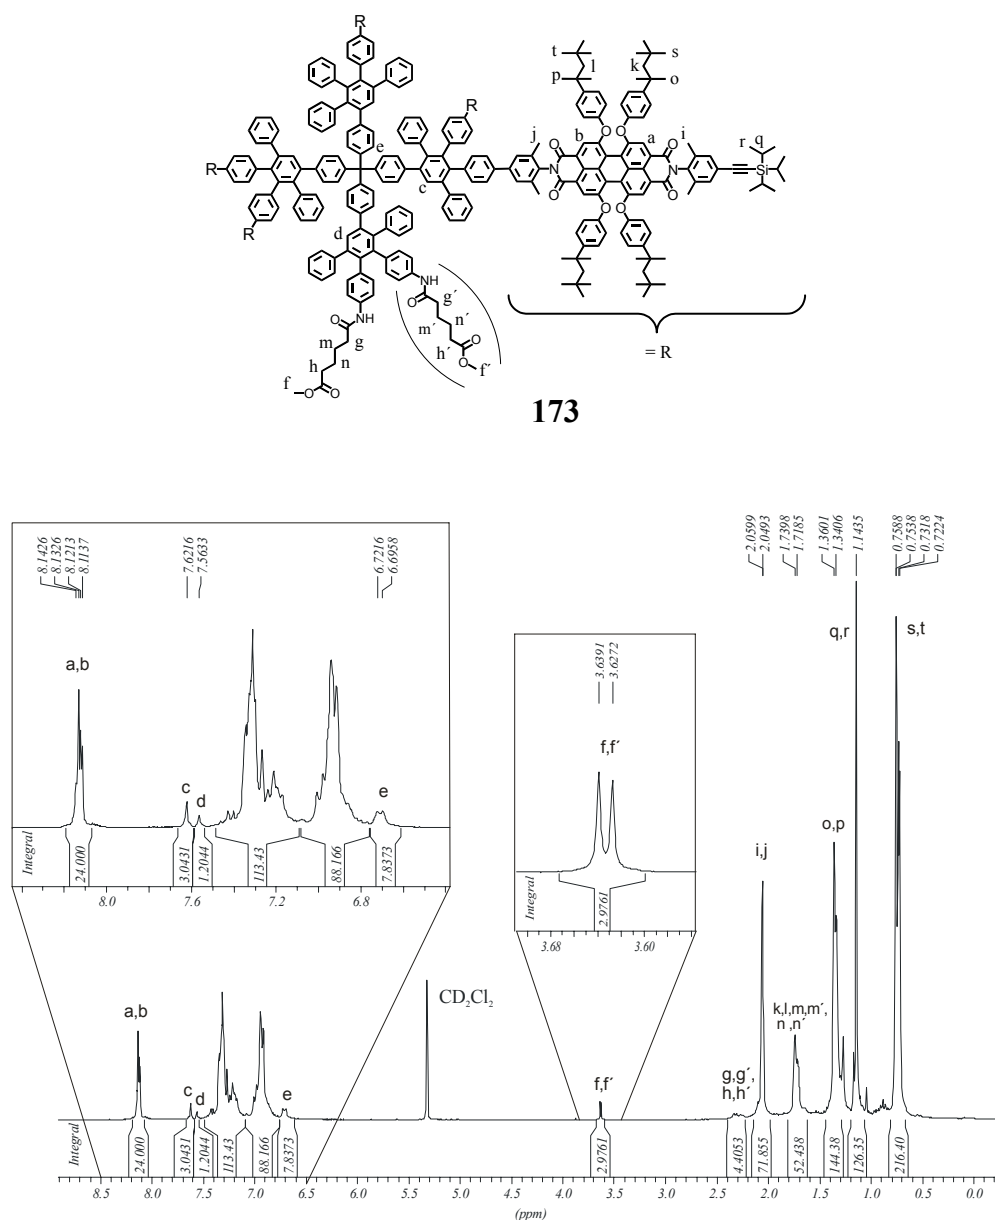 R
R
R
R
R
e
c
d
NH
O
g´
m´
n´
h´
O
O
f´
NH
O
m
g
h
n
f
O
O
t
s
l
k
p
o
j
b
O
O
a
i
r
q
O
O
N
N
Si
O
O
O
O
= R
173
8.1426
8.1326
8.1213
8.1137
7.6216
7.5633
6.7216
6.6958
a,b
c
d
e
Integral
24.000
3.0431
1.2044
113.43
88.166
7.8373
8.0
7.6
7.2
6.8
3.6391
3.6272
f,f´
Integral
2.9761
3.68
3.60
2.0599
2.0493
1.7398
1.7185
1.3601
1.3406
1.1435
0.7588
0.7538
0.7318
0.7224
q,r
s,t
o,p
i,j
k,l,m,m´,
n ,n´
g,g´,
h,h´
CD2Cl2
a,b
c
d
e
f,f´
Integral
24.000
3.0431
1.2044
113.43
88.166
7.8373
2.9761
4.4053
71.855
52.438
144.38
126.35
216.40
8.5
8.0
7.5
7.0
6.5
6.0
5.5
5.0
4.5
4.0
3.5
3.0
2.5
2.0
1.5
1.0
0.5
0.0
(ppm)